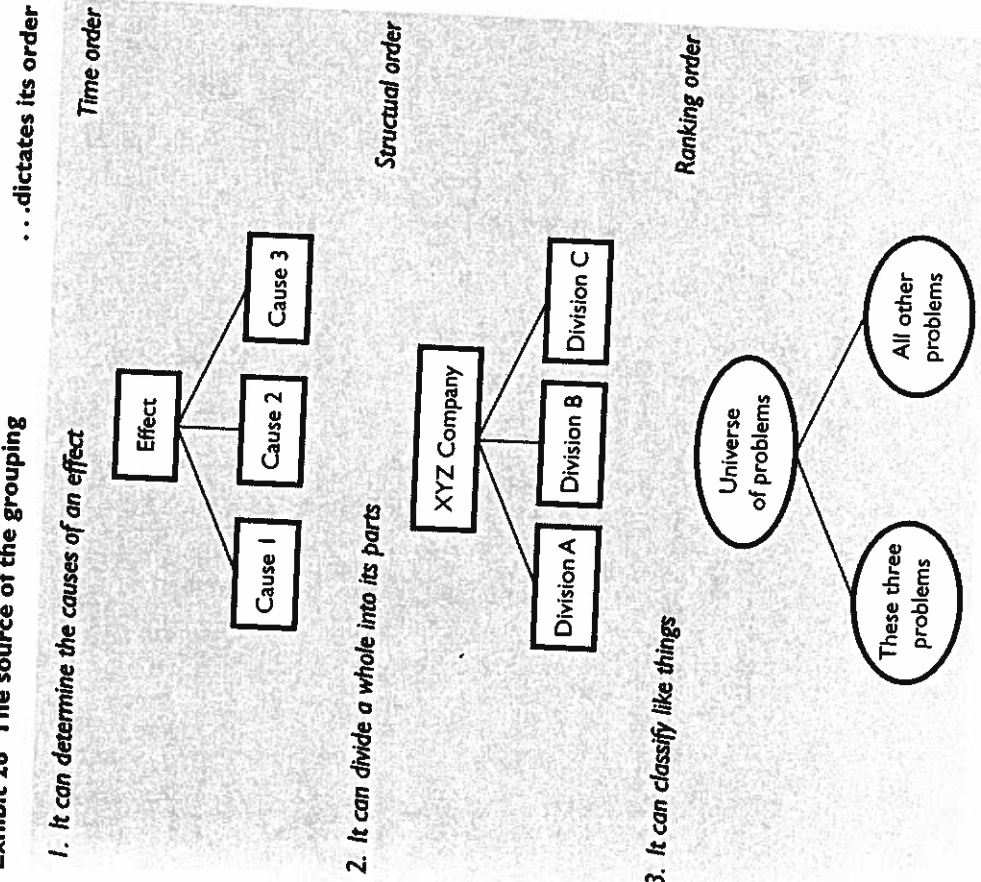 Exhibit 28 The source of the grouping ...dictates its order
1. It can determine the causes of an effect Time order
Effect
Cause 1 Cause 2 Cause 3
2. It can divide a whole into its parts Structual order
XYZ Company
Division A Division B Division C
3. It can classify like things Ranking order
Universe
of problems
These three
problems
All other
problems